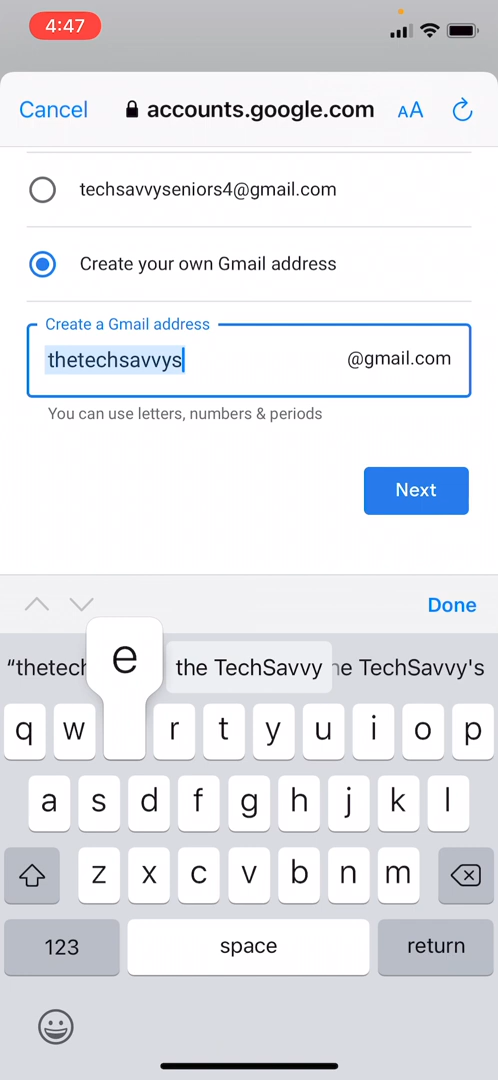 4:47
Cancel accounts.google.com AA
techsavvyseniors4@gmail.com
Create your own Gmail address
Create a Gmail address
thetechsavvys @gmail.com
You can use letters, numbers & periods
Next
Done
“thetech the TechSavvy he TechSavvy's
e
q w r t y u i o p
a s d f g h j k l
z x c v b n m
123 space return